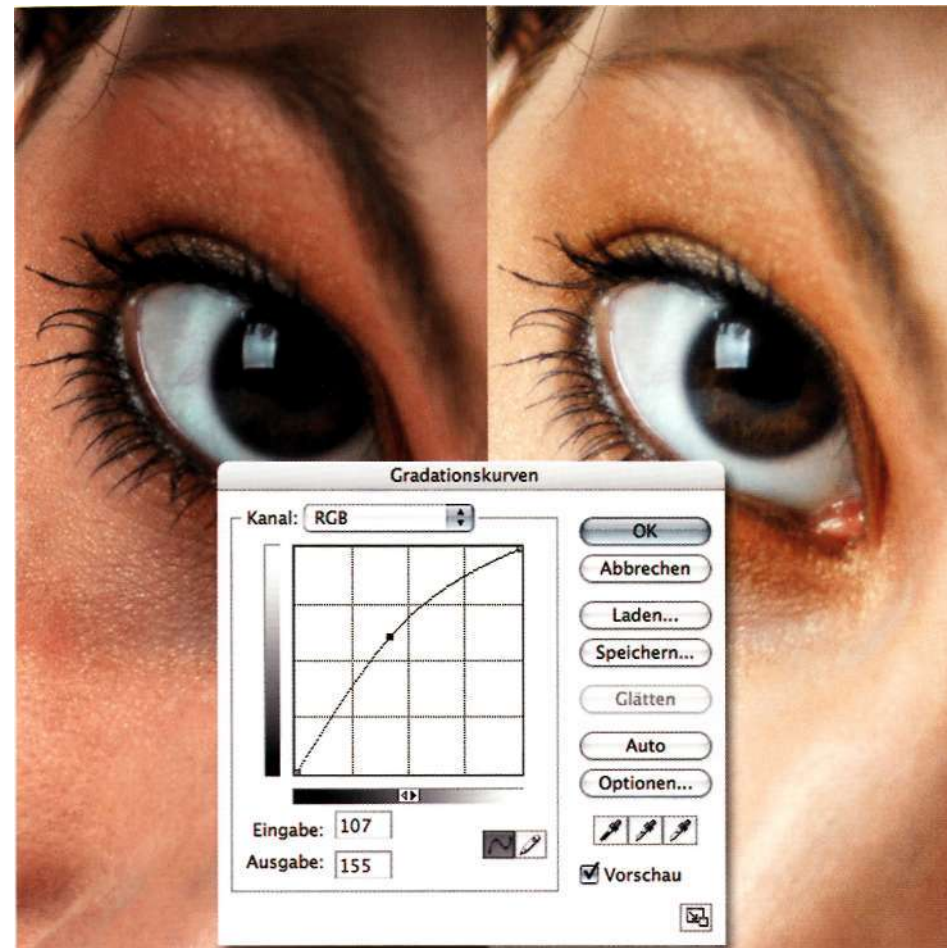 Gradationskurven
Kanal: RGB
OK
Abbrechen
Laden...
Speichern...
Glätten
Auto
Optionen...
Eingabe: 107
Ausgabe: 155
Vorschau